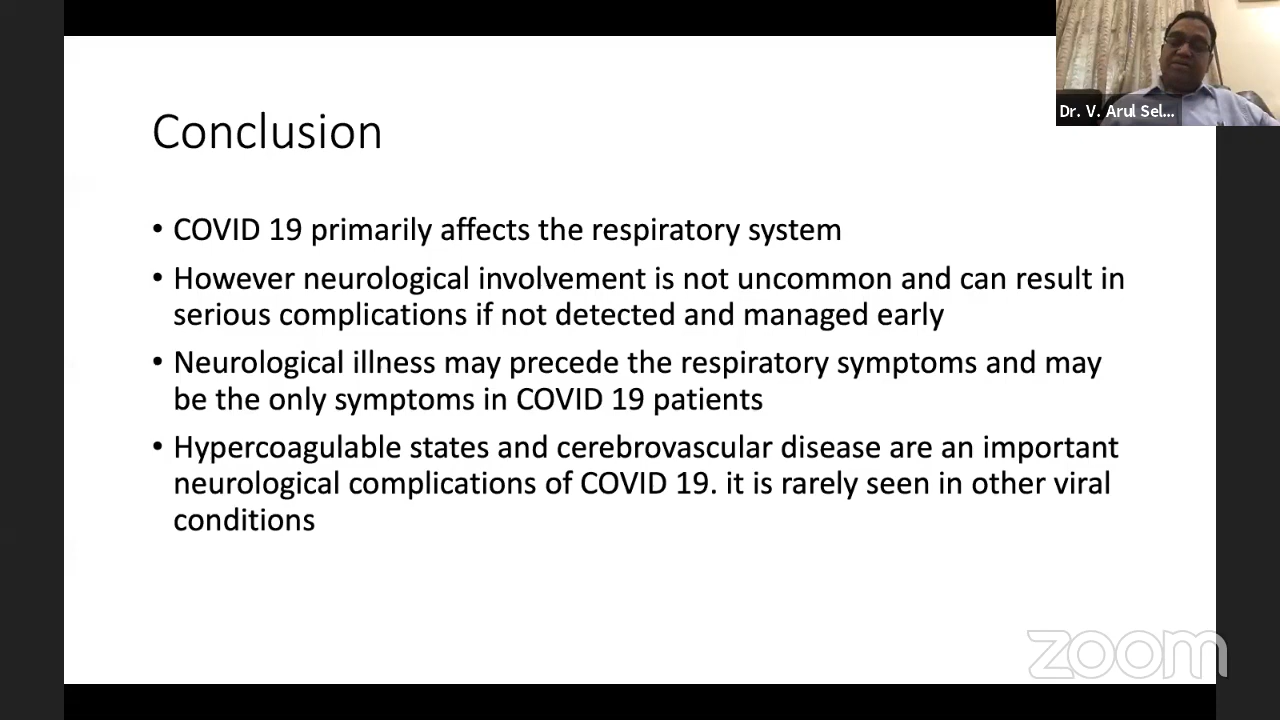 Dr. V. Arul Sel...
Conclusion
• COVID 19 primarily affects the respiratory system
• However neurological involvement is not uncommon and can result in
serious complications if not detected and managed early
• Neurological illness may precede the respiratory symptoms and may
be the only symptoms in COVID 19 patients
• Hypercoagulable states and cerebrovascular disease are an important
neurological complications of COVID 19. it is rarely seen in other viral
conditions
zoom